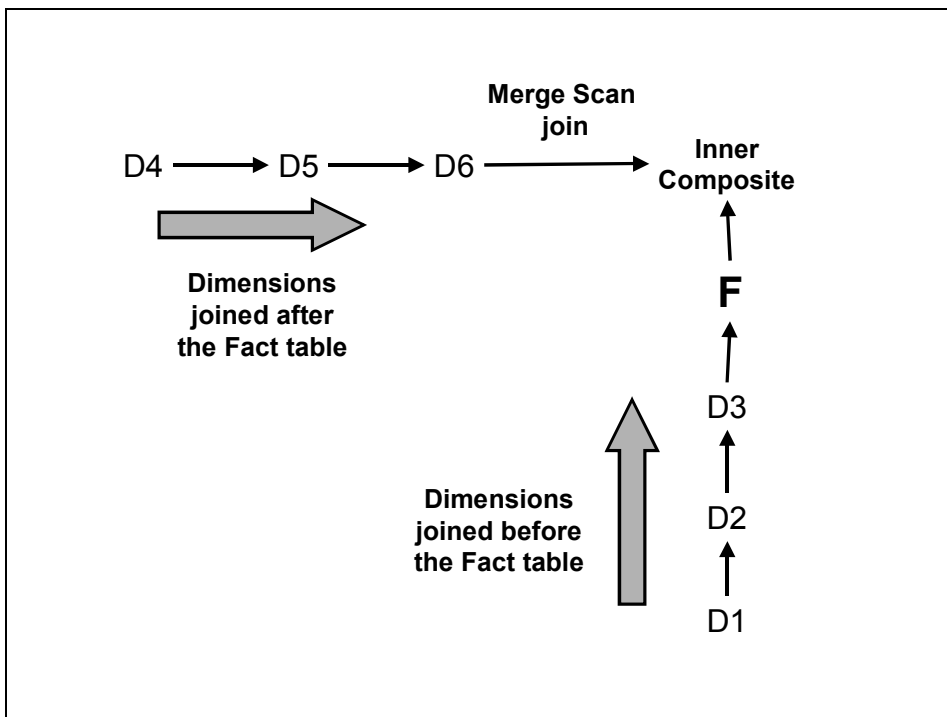 Merge Scan
join
D4
D5
D6
Inner
Composite
Dimensions
joined after
the Fact table
F
D3
Dimensions
joined before
the Fact table
D2
D1